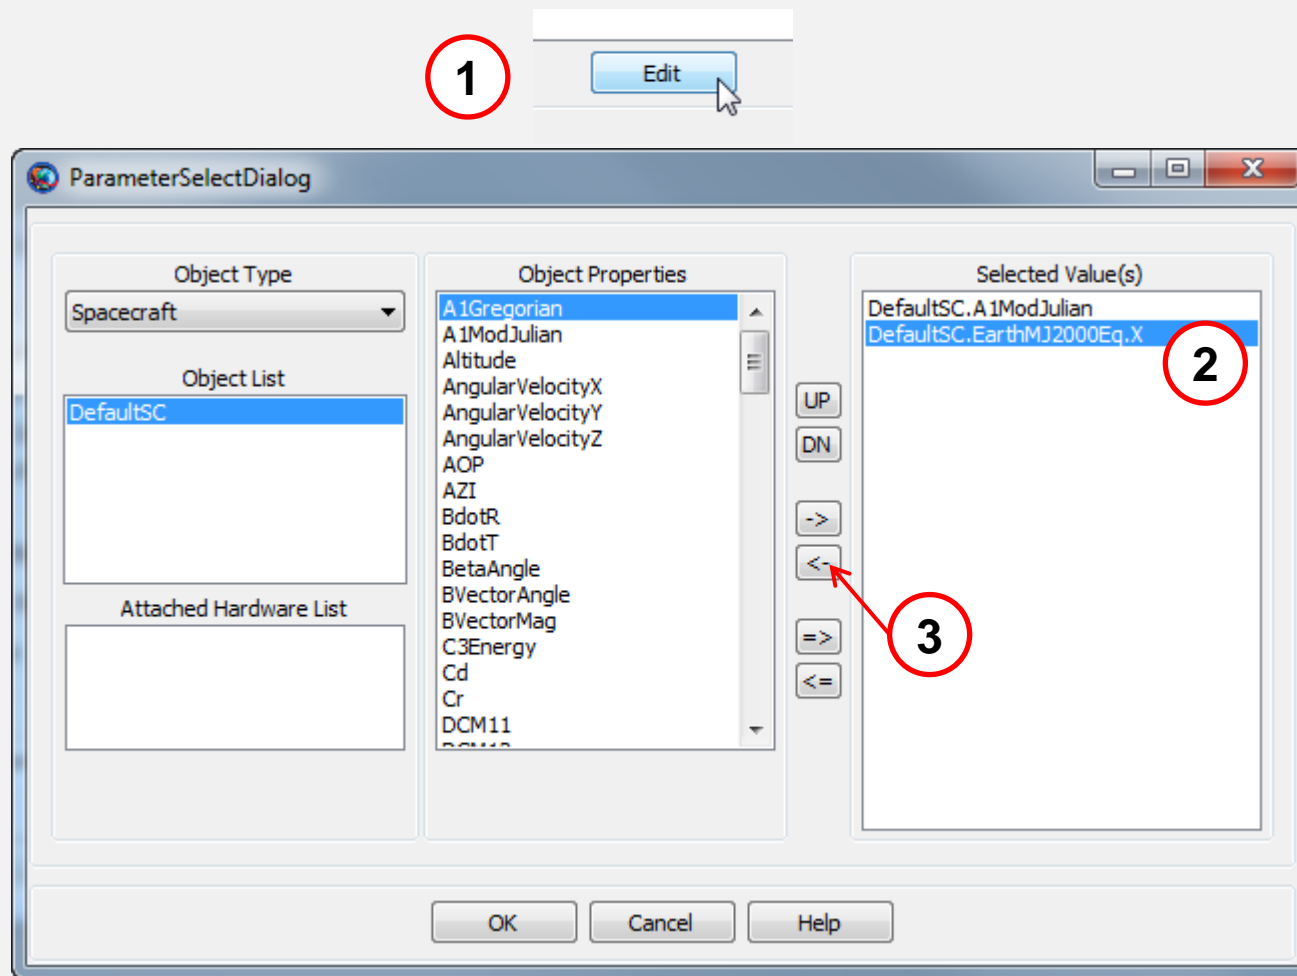 1
Edit
ParameterSelectDialog
Object Type
Spacecraft
Object List
DefaultSC
Attached Hardware List
Object Properties
A1Gregorian
A1ModJulian
Altitude
AngularVelocityX
AngularVelocityY
AngularVelocityZ
AOP
AZI
BdotR
BdotT
BetaAngle
BVectorAngle
BVectorMag
C3Energy
Cd
Cr
DCM11
UP
DN
->
<-
=>
<=
3
Selected Value(s)
DefaultSC.A1ModJulian
DefaultSC.EarthMJ2000Eq.X
2
OK
Cancel
Help